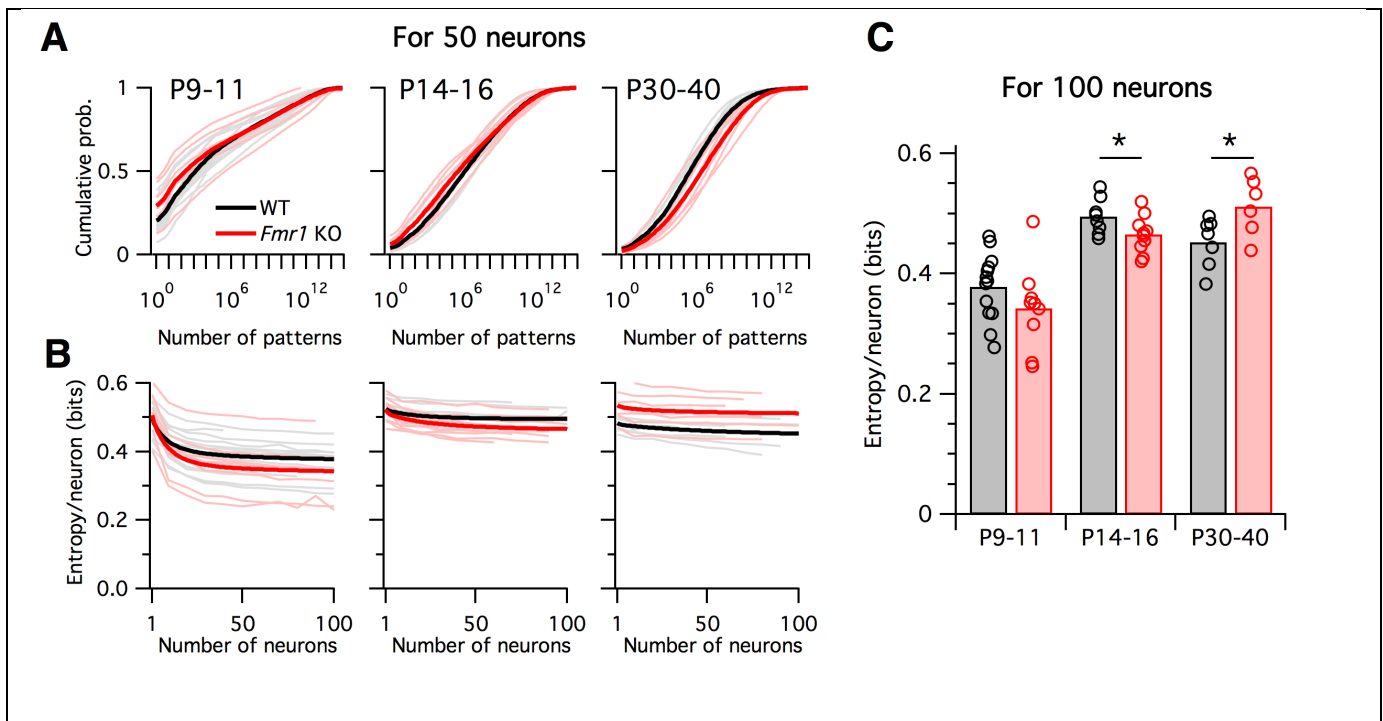 A
For 50 neurons
C
For 100 neurons
Cumulative prob.
1
0.5
0
P9-11
P14-16
P30-40
WT
Fmr1 KO
10^0 10^6 10^12
10^0 10^6 10^12
10^0 10^6 10^12
Number of patterns
Number of patterns
Number of patterns
B
Entropy/neuron (bits)
0.6
0.4
0.2
0.0
1 50 100
1 50 100
1 50 100
Number of neurons
Number of neurons
Number of neurons
Entropy/neuron (bits)
0.6
0.4
0.2
0
* *
P9-11 P14-16 P30-40